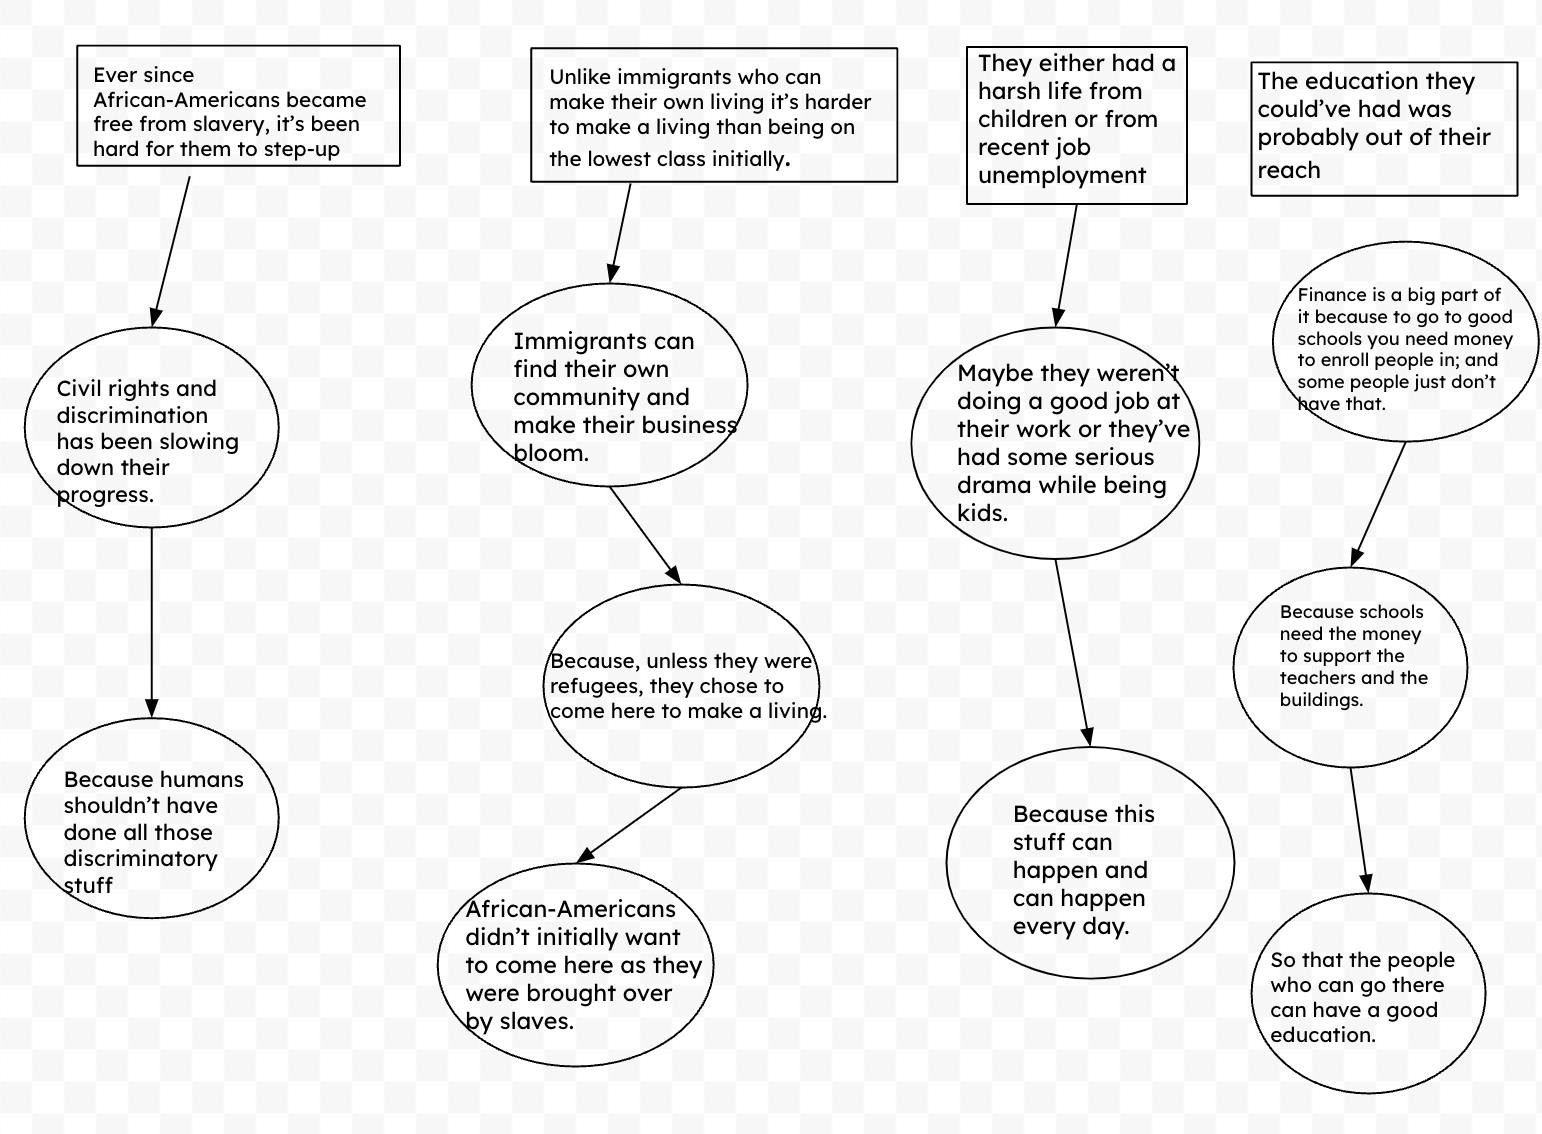 Ever since
African-Americans became
free from slavery, it's been
hard for them to step-up
Civil rights and
discrimination
has been slowing
down their
progress.
Because humans
shouldn't have
done all those
discriminatory
stuff
Unlike immigrants who can
make their own living it's harder
to make a living than being on
the lowest class initially.
Immigrants can
find their own
community and
make their business
bloom.
Because, unless they were
refugees, they chose to
come here to make a living.
African-Americans
didn't initially want
to come here as they
were brought over
by slaves.
They either had a
harsh life from
children or from
recent job
unemployment
Maybe they weren't
doing a good job at
their work or they've
had some serious
drama while being
kids.
Because this
stuff can
happen and
can happen
every day.
The education they
could've had was
probably out of their
reach
Finance is a big part of
it because to go to good
schools you need money
to enroll people in; and
some people just don't
have that.
Because schools
need the money
to support the
teachers and the
buildings.
So that the people
who can go there
can have a good
education.